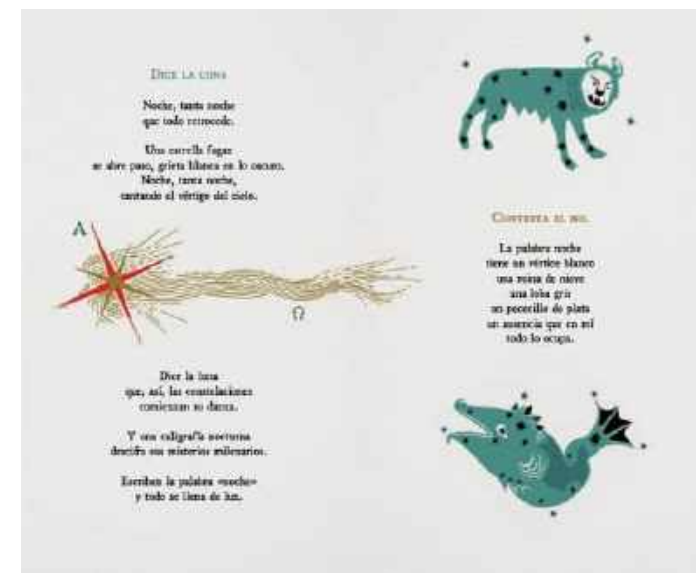 DICE LA LUNA
Noche, tanta noche
que todo retrocede.
Una estrella fugaz
se abre paso, grieta blanca en lo oscuro.
Noche, tanta noche,
cantando el vértigo del cielo.
A
Ω
Dice la luna
que, así, las constelaciones
comienzan su danza.
Y una caligrafía nocturna
descifra sus misterios milenarios.
Escriben la palabra «noche»
y todo se llena de luz.
CONTESTA EL
La palabra noche
tiene un vértice blanco
una reina de nieve
una loba gris
un pececillo de plata
un ausencia que en mí
todo lo ocupa.